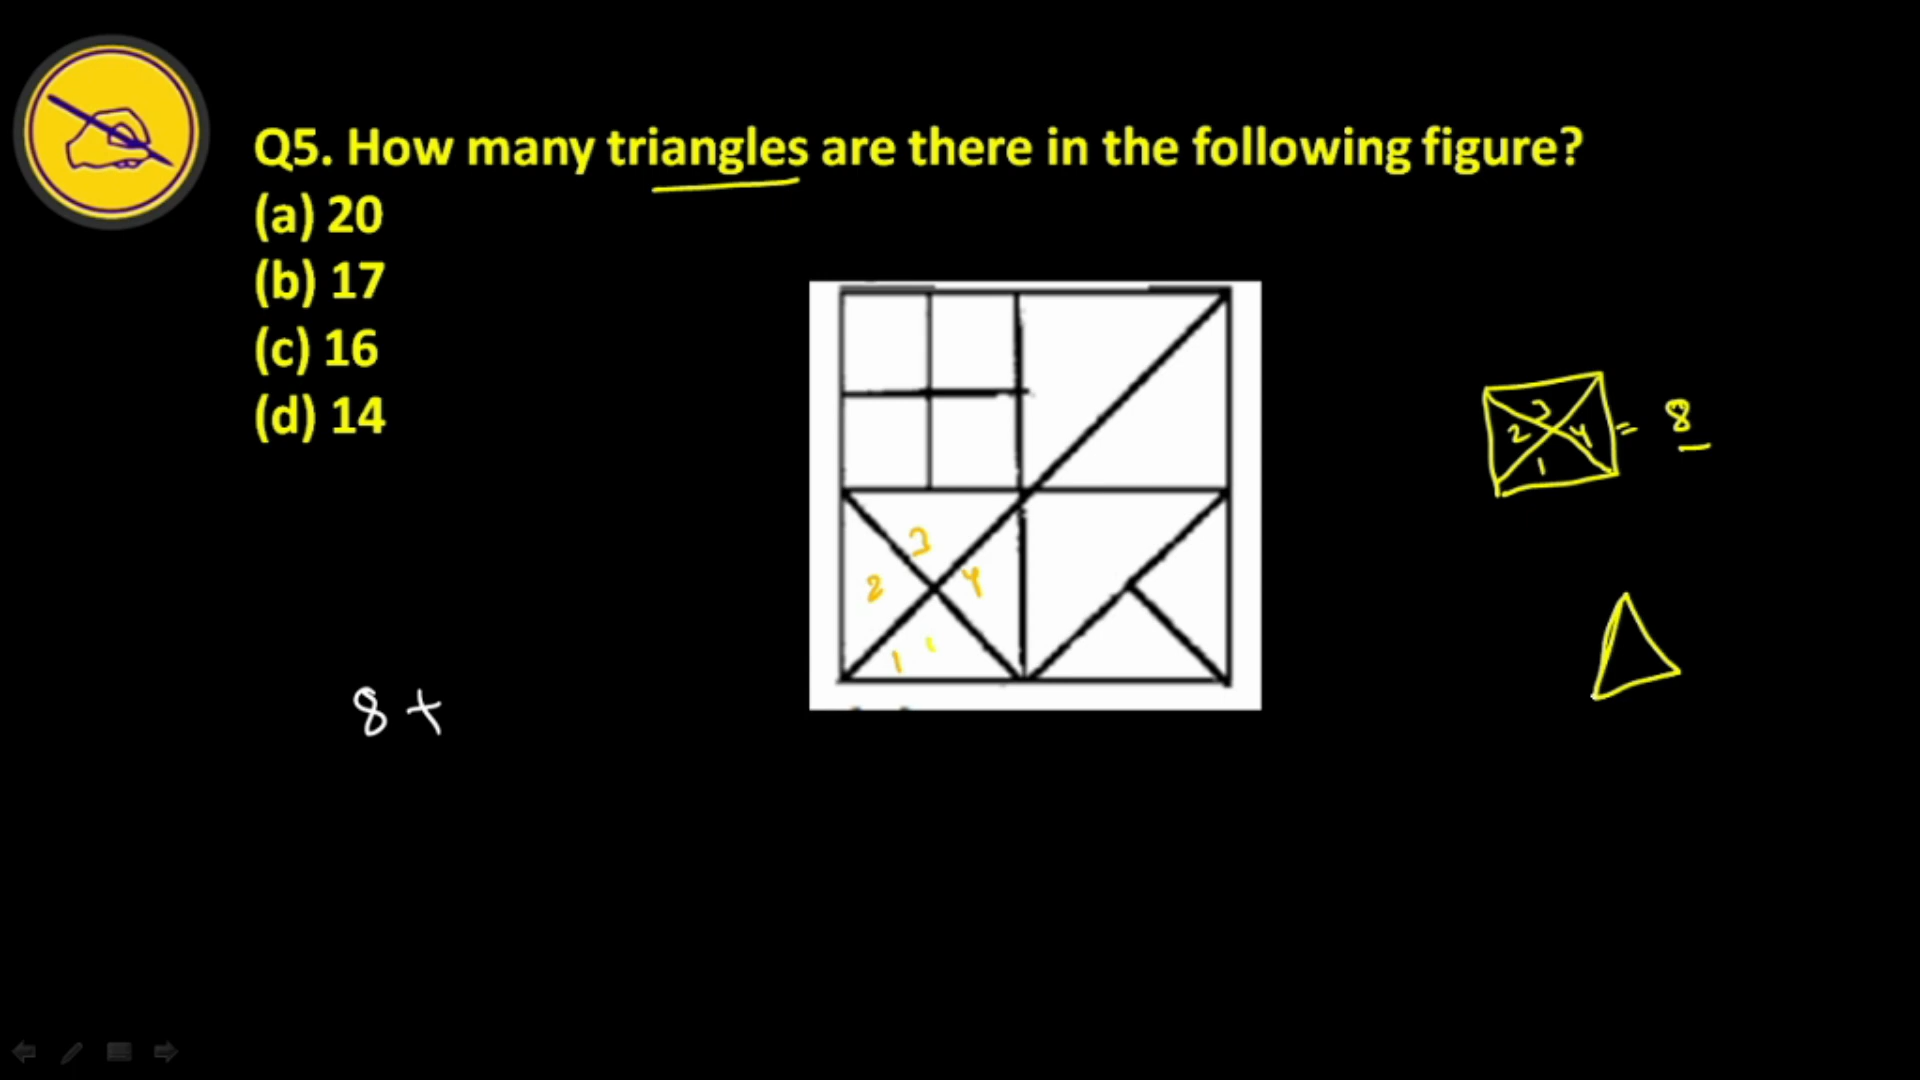 Q5. How many triangles are there in the following figure?
(a) 20
(b) 17
(c) 16
(d) 14
3
2 4 = 8
1
3
2 4
1
8 +